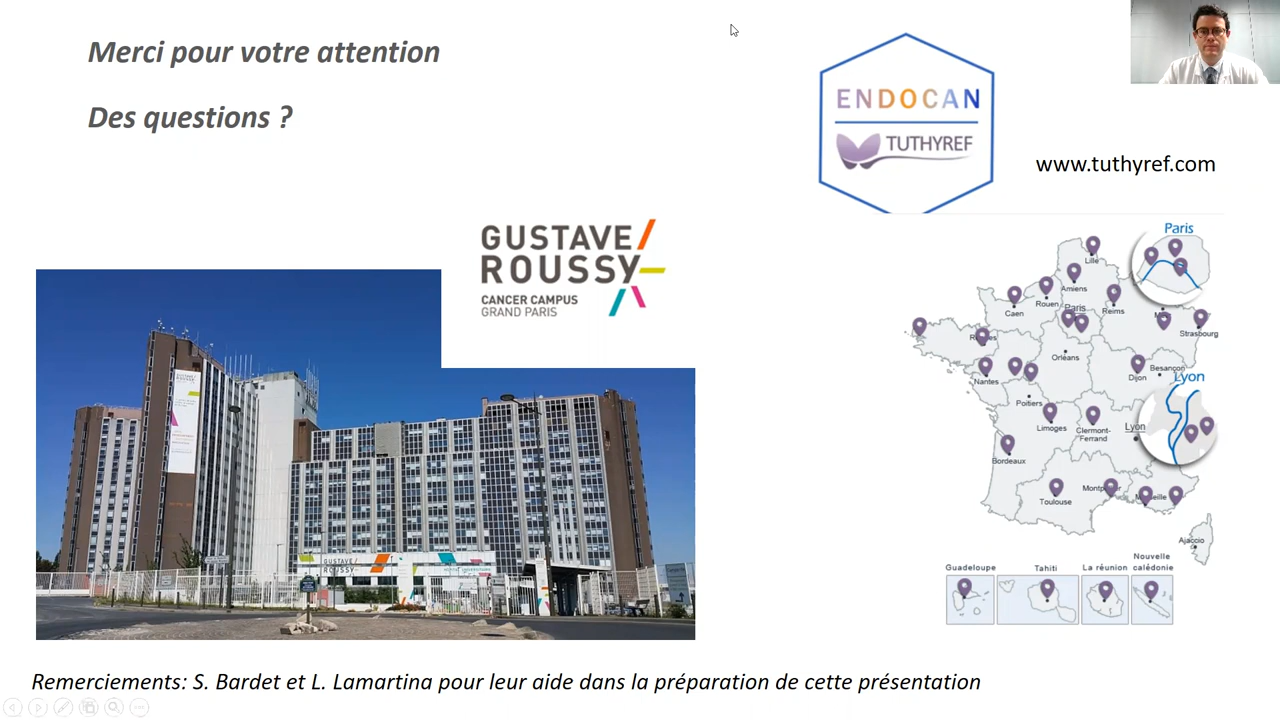 Merci pour votre attention
Des questions ?
ENDOCAN
TUTHYREF
www.tuthyref.com
GUSTAVE
ROUSSY
CANCER CAMPUS
GRAND PARIS
GUSTAVE
ROUSSY
Paris
Lille
Amiens
Rouen
Caen
Paris
Reims
Strasbourg
Orléans
Nantes
Dijon
Besançon
Lyon
Poitiers
Limoges
Clermont-
Ferrand
Lyon
Bordeaux
Toulouse
Ajaccio
Guadeloupe
Tahiti
La réunion
Nouvelle
calédonie
Remerciements: S. Bardet et L. Lamartina pour leur aide dans la préparation de cette présentation